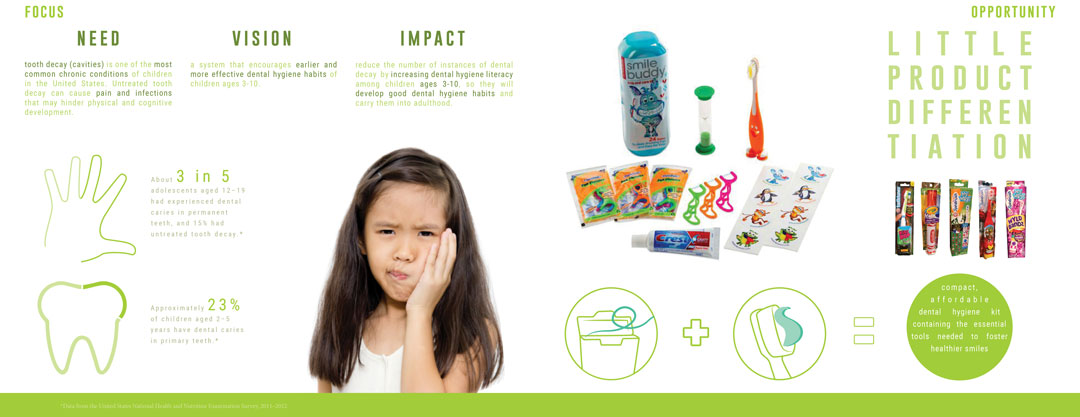 FOCUS
NEED
tooth decay (cavities) is one of the most
common chronic conditions of children
in the United States. Untreated tooth
decay can cause pain and infections
that may hinder physical and cognitive
development.
VISION
a system that encourages earlier and
more effective dental hygiene habits of
children ages 3-10.
IMPACT
reduce the number of instances of dental
decay by increasing dental hygiene literacy
among children ages 3-10, so they will
develop good dental hygiene habits and
carry them into adulthood.
About 3 in 5
adolescents aged 12–19
had experienced dental
caries in permanent
teeth, and 15% had
untreated tooth decay.*
Approximately 23%
of children aged 2–5
years have dental caries
in primary teeth.*
*Data from the United States National Health and Nutrition Examination Survey, 2011–2012
OPPORTUNITY
LITTLE
PRODUCT
DIFFEREN
TIATION
smile
buddy
Crest
compact,
affordable
dental hygiene kit
containing the essential
tools needed to foster
healthier smiles